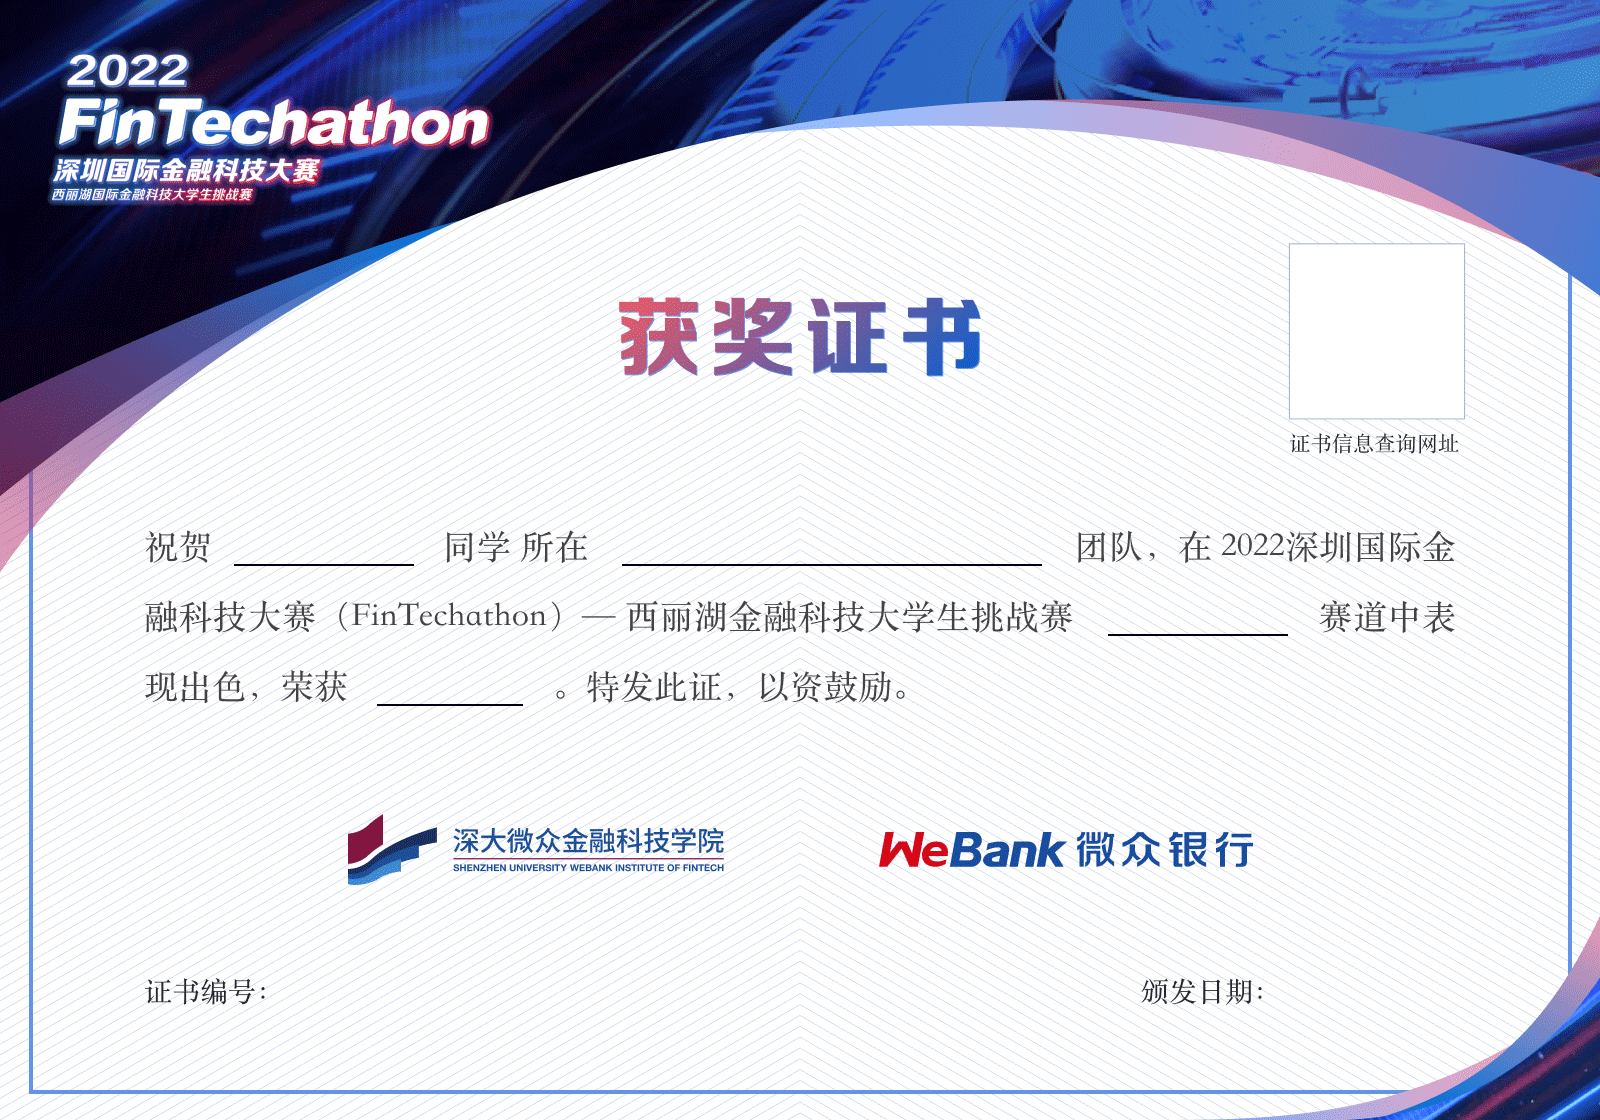 2022
FinTechathon
深圳国际金融科技大赛
西丽湖国际金融科技大学生挑战赛
获奖证书
证书信息查询网址
祝贺 同学 所在 团队，在 2022深圳国际金
融科技大赛（FinTechathon）— 西丽湖金融科技大学生挑战赛 赛道中表
现出色，荣获 。特发此证，以资鼓励。
深大微众金融科技学院
SHENZHEN UNIVERSITY WEBANK INSTITUTE OF FINTECH
WeBank 微众银行
证书编号：
颁发日期：